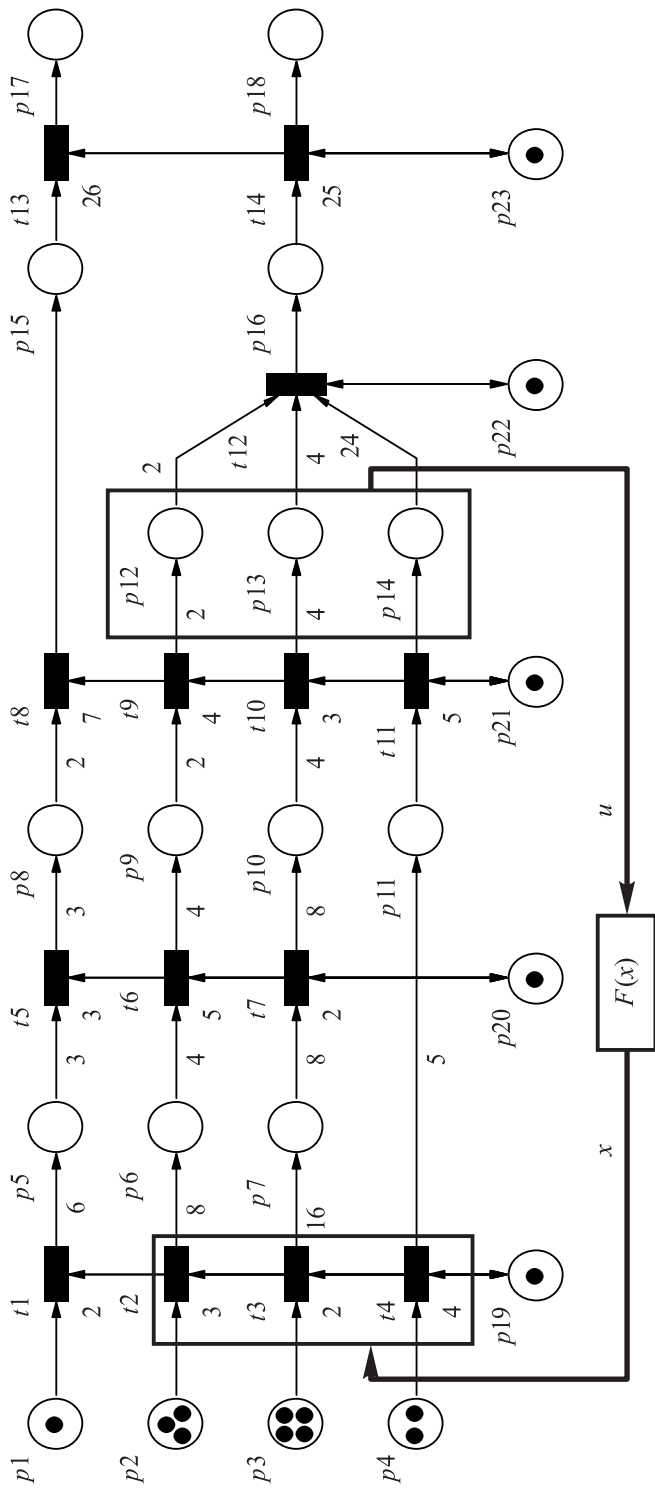 p1 t1 p5 t5 p8 t8 p15 t13 p17
2 6 3 3 3 2 7 26
p2 t2 p6 t6 p9 t9 p12 2
3 8 4 5 4 2 4 2
p3 t3 p7 t7 p10 t10 p13 t12 p16 t14 p18
2 16 8 2 8 4 3 4 4 25
p4 t4 p11 t11 p14 24
4 5 5
p19 p20 p21 p22 p23
x u
F(x)